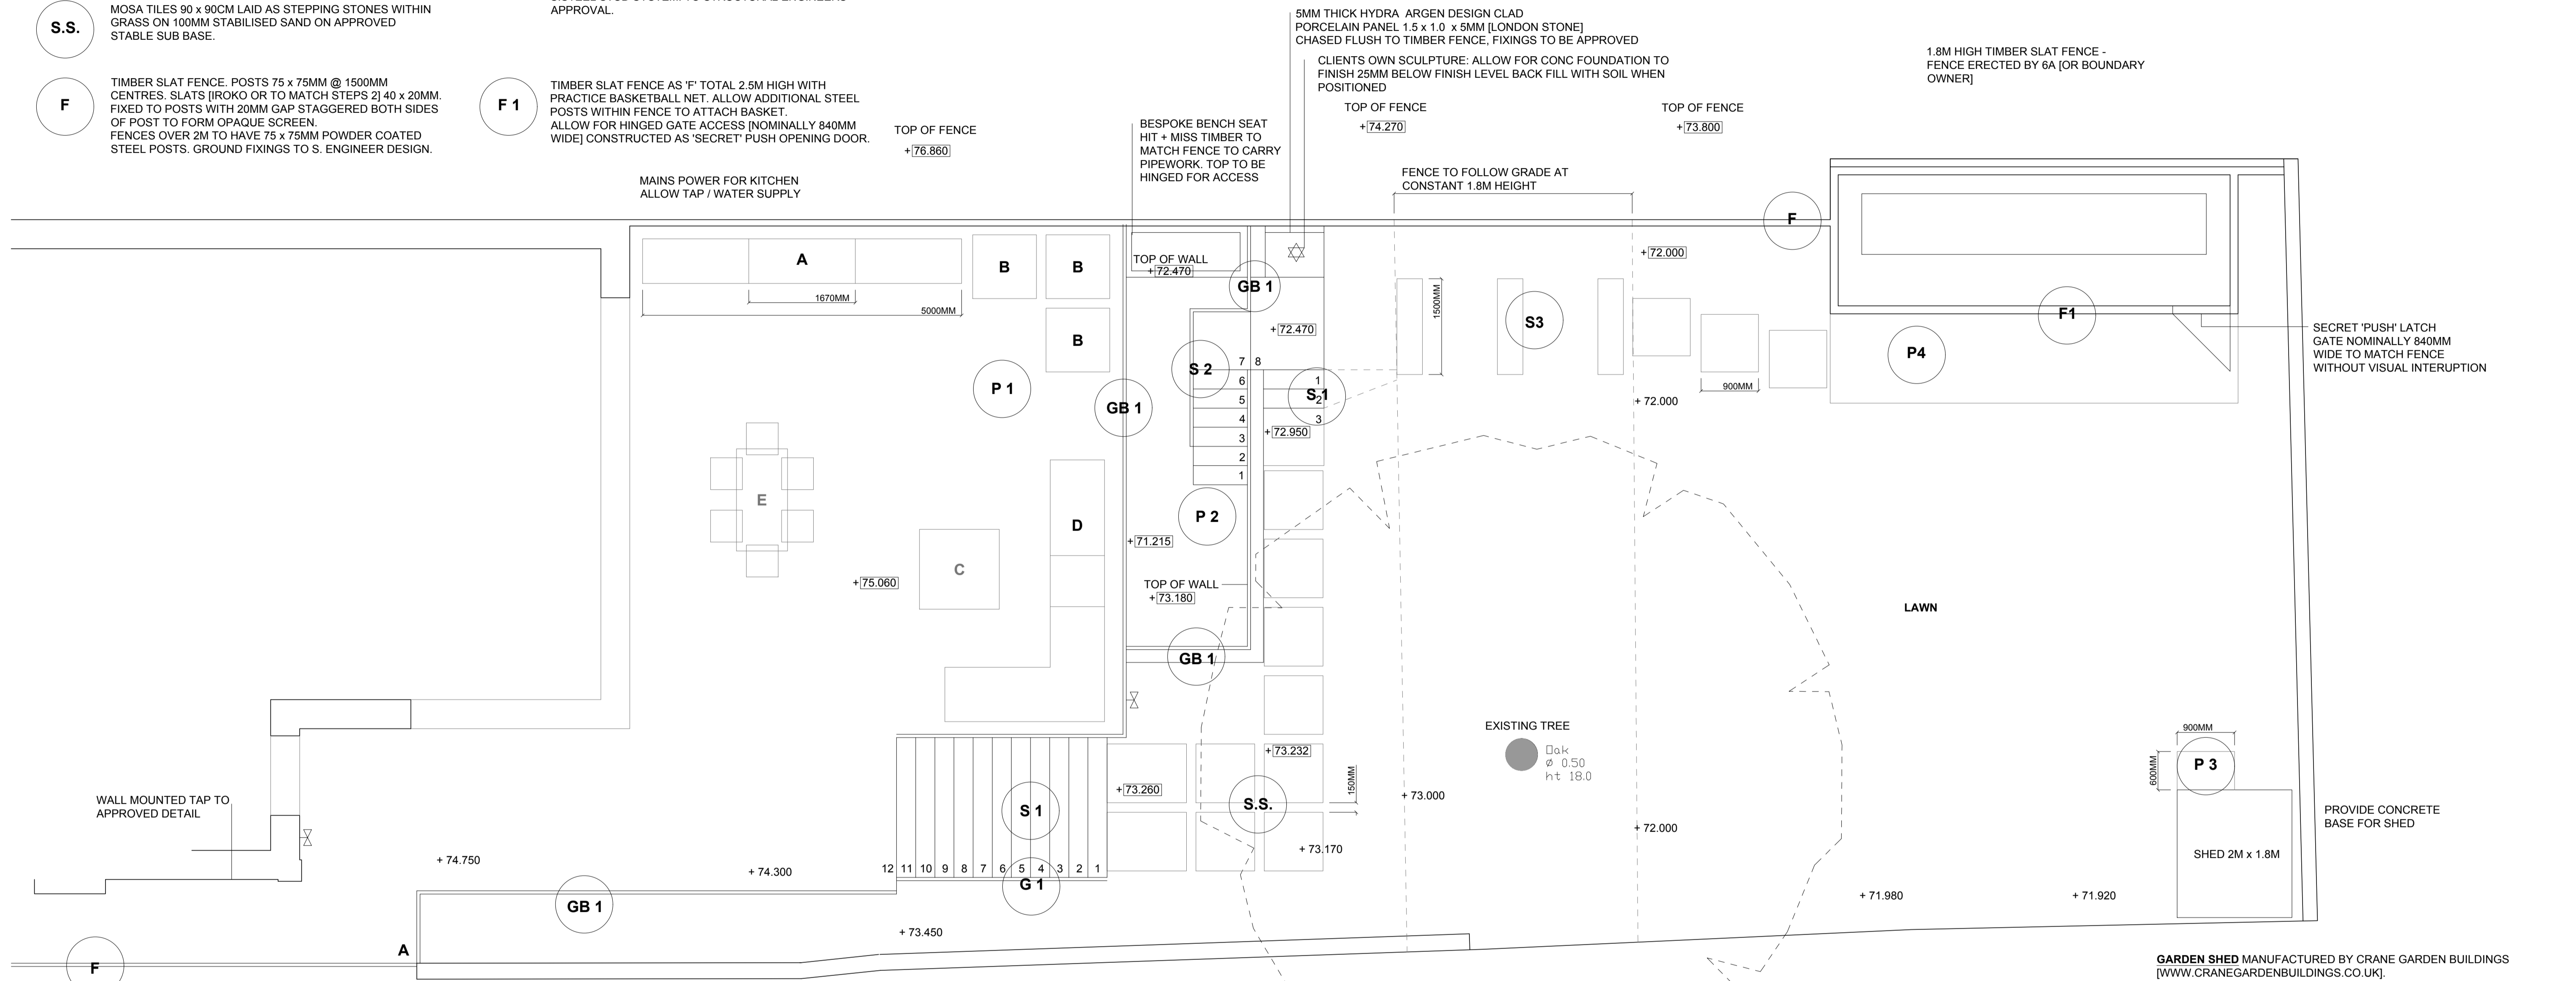 S.S.
MOSA TILES 90 x 90CM LAID AS STEPPING STONES WITHIN
GRASS ON 100MM STABILISED SAND ON APPROVED
STABLE SUB BASE.
APPROVAL.
F
TIMBER SLAT FENCE. POSTS 75 x 75MM @ 1500MM
CENTRES. SLATS [IROKO OR TO MATCH STEPS 2] 40 x 20MM.
FIXED TO POSTS WITH 20MM GAP STAGGERED BOTH SIDES
OF POST TO FORM OPAQUE SCREEN.
FENCES OVER 2M TO HAVE 75 x 75MM POWDER COATED
STEEL POSTS. GROUND FIXINGS TO S. ENGINEER DESIGN.
F 1
TIMBER SLAT FENCE AS 'F' TOTAL 2.5M HIGH WITH
PRACTICE BASKETBALL NET. ALLOW ADDITIONAL STEEL
POSTS WITHIN FENCE TO ATTACH BASKET.
ALLOW FOR HINGED GATE ACCESS [NOMINALLY 840MM
WIDE] CONSTRUCTED AS 'SECRET' PUSH OPENING DOOR.
TOP OF FENCE
+76.860
MAINS POWER FOR KITCHEN
ALLOW TAP / WATER SUPPLY
BESPOKE BENCH SEAT
HIT + MISS TIMBER TO
MATCH FENCE TO CARRY
PIPEWORK. TOP TO BE
HINGED FOR ACCESS
5MM THICK HYDRA ARGEN DESIGN CLAD
PORCELAIN PANEL 1.5 x 1.0 x 5MM [LONDON STONE]
CHASED FLUSH TO TIMBER FENCE, FIXINGS TO BE APPROVED
CLIENTS OWN SCULPTURE: ALLOW FOR CONC FOUNDATION TO
FINISH 25MM BELOW FINISH LEVEL BACK FILL WITH SOIL WHEN
POSITIONED
TOP OF FENCE
+74.270
TOP OF FENCE
+73.800
FENCE TO FOLLOW GRADE AT
CONSTANT 1.8M HEIGHT
1.8M HIGH TIMBER SLAT FENCE -
FENCE ERECTED BY 6A [OR BOUNDARY
OWNER]
F
A
B
B
B
1670MM
5000MM
TOP OF WALL
+72.470
GB 1
+72.470
+72.000
1500MM
S3
900MM
P4
F1
SECRET 'PUSH' LATCH
GATE NOMINALLY 840MM
WIDE TO MATCH FENCE
WITHOUT VISUAL INTERUPTION
P 1
GB 1
S 2
7 8
6
5
4
3
2
1
S 1
1
2
3
+72.950
+ 72.000
E
C
D
P 2
+71.215
+75.060
TOP OF WALL
+73.180
GB 1
LAWN
EXISTING TREE
Oak
ø 0.50
ht 18.0
+73.232
+73.260
S.S.
150MM
+ 73.000
+ 72.000
+ 73.170
S 1
12 11 10 9 8 7 6 5 4 3 2 1
G 1
WALL MOUNTED TAP TO
APPROVED DETAIL
+ 74.750
+ 74.300
GB 1
+ 73.450
A
F
900MM
600MM
P 3
SHED 2M x 1.8M
PROVIDE CONCRETE
BASE FOR SHED
+ 71.980
+ 71.920
GARDEN SHED MANUFACTURED BY CRANE GARDEN BUILDINGS
[WWW.CRANEGARDENBUILDINGS.CO.UK].